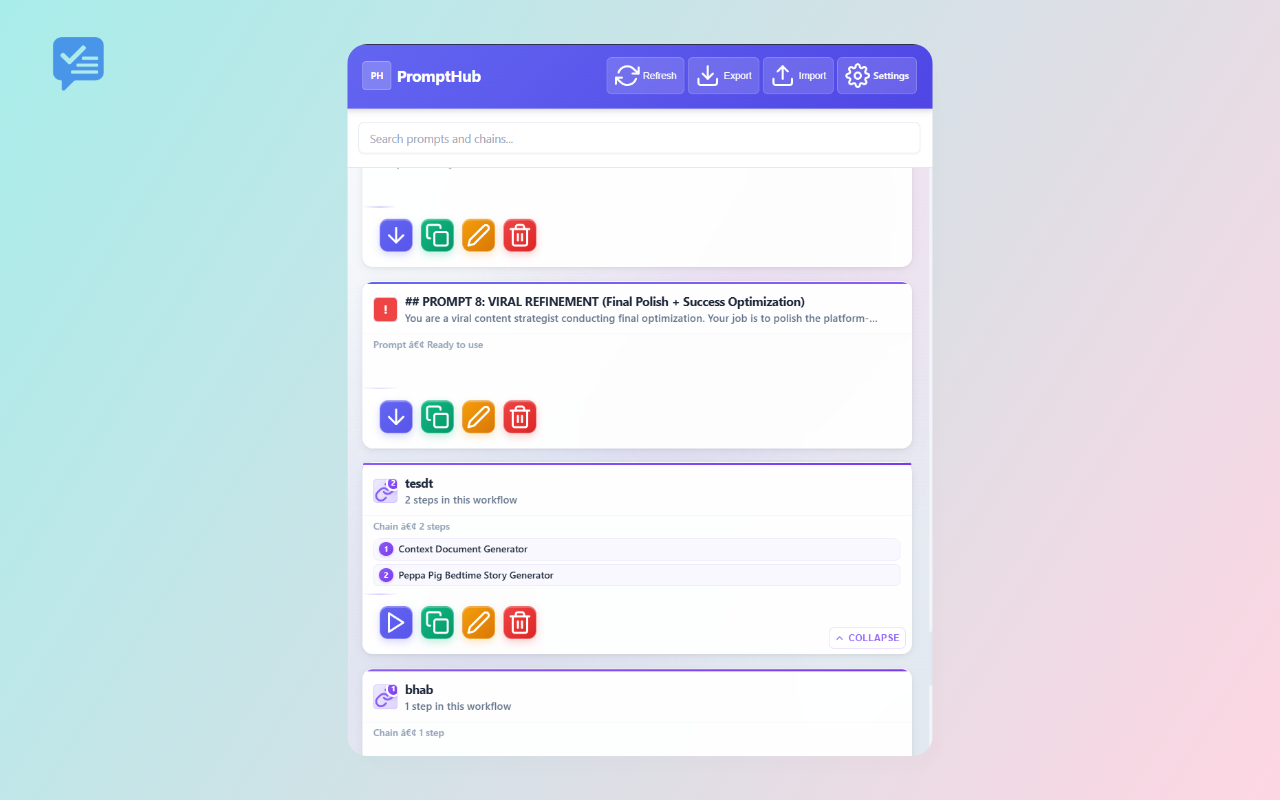 PH PromptHub Refresh Export Import Settings
Search prompts and chains...
! ## PROMPT 8: VIRAL REFINEMENT (Final Polish + Success Optimization)
You are a viral content strategist conducting final optimization. Your job is to polish the platform-...
Prompt â€¢ Ready to use
2 tesdt
2 steps in this workflow
Chain â€¢ 2 steps
1 Context Document Generator
2 Peppa Pig Bedtime Story Generator
COLLAPSE
1 bhab
1 step in this workflow
Chain â€¢ 1 step